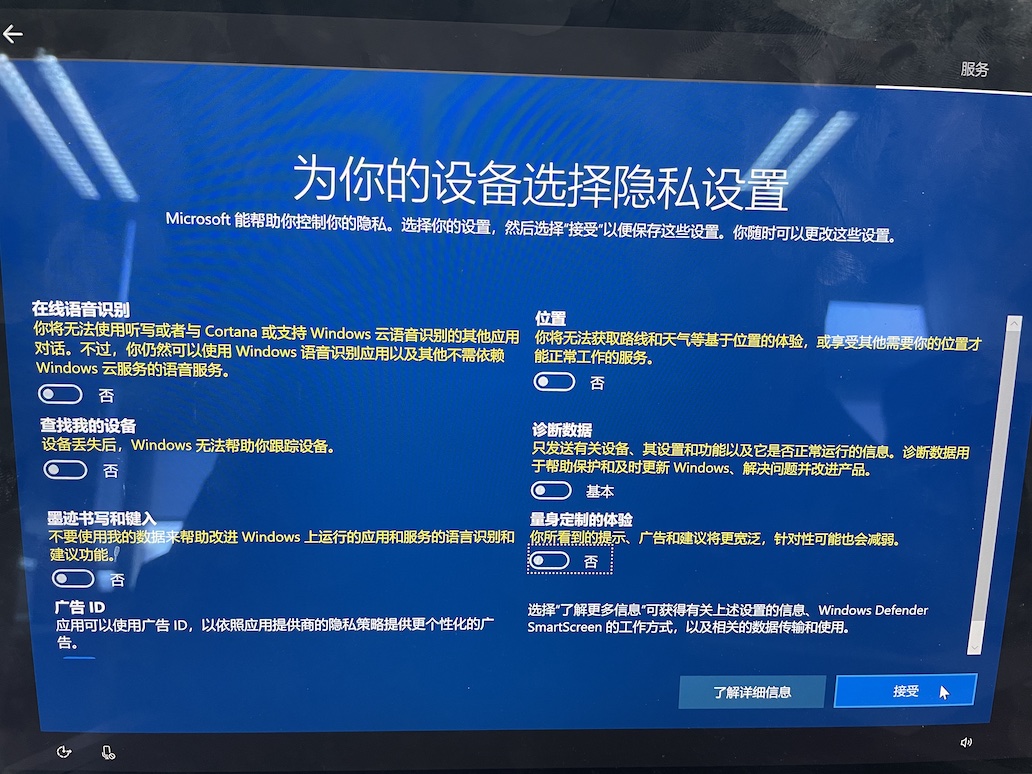 服务
为你的设备选择隐私设置
Microsoft 能帮助你控制你的隐私。选择你的设置，然后选择"接受"以便保存这些设置。你随时可以更改这些设置。
在线语音识别
你将无法使用听写或者与 Cortana 或支持 Windows 云语音识别的其他应用
对话。不过，你仍然可以使用 Windows 语音识别应用以及其他不需依赖
Windows 云服务的语音服务。
否
查找我的设备
设备丢失后，Windows 无法帮助你跟踪设备。
否
墨迹书写和键入
不要使用我的数据来帮助改进 Windows 上运行的应用和服务的语言识别和
建议功能。
否
广告 ID
应用可以使用广告 ID，以依照应用提供商的隐私策略提供更个性化的广
告。
位置
你将无法获取路线和天气等基于位置的体验，或享受其他需要你的位置才
能正常工作的服务。
否
诊断数据
只发送有关设备、其设置和功能以及它是否正常运行的信息。诊断数据用
于帮助保护和及时更新 Windows、解决问题并改进产品。
基本
量身定制的体验
你所看到的提示、广告和建议将更宽泛，针对性可能也会减弱。
否
选择"了解更多信息"可获得有关上述设置的信息、Windows Defender
SmartScreen 的工作方式，以及相关的数据传输和使用。
了解详细信息
接受